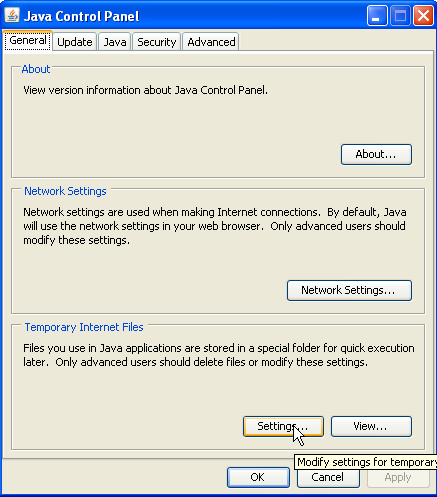 Java Control Panel
General Update Java Security Advanced
About
View version information about Java Control Panel.
About...
Network Settings
Network settings are used when making Internet connections. By default, Java
will use the network settings in your web browser. Only advanced users should
modify these settings.
Network Settings...
Temporary Internet Files
Files you use in Java applications are stored in a special folder for quick execution
later. Only advanced users should delete files or modify these settings.
Settings... View...
Modify settings for temporary
OK Cancel Apply